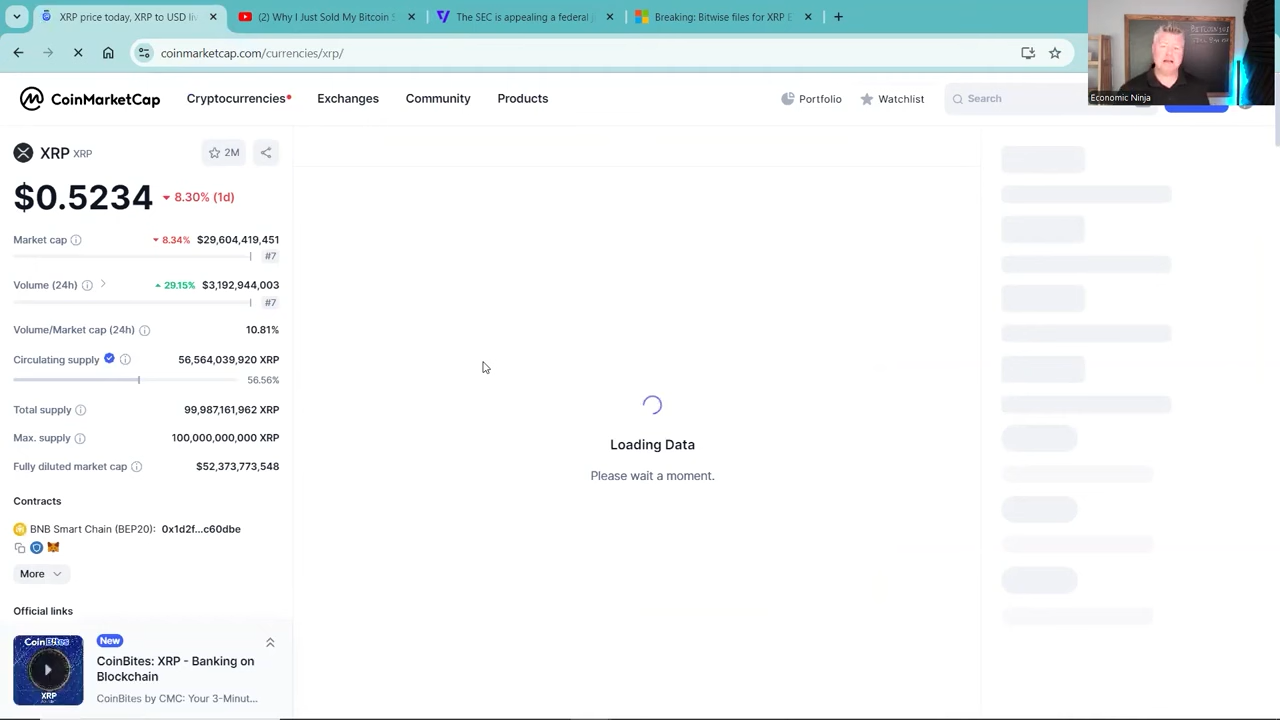 XRP price today, XRP to USD liv
(2) Why I Just Sold My Bitcoin S
The SEC is appealing a federal j
Breaking: Bitwise files for XRP E
coinmarketcap.com/currencies/xrp/
CoinMarketCap
Cryptocurrencies
Exchanges
Community
Products
Portfolio
Watchlist
Search
Economic Ninja
XRP XRP
2M
$0.5234
8.30% (1d)
Market cap
8.34% $29,604,419,451
#7
Volume (24h)
29.15% $3,192,944,003
#7
Volume/Market cap (24h)
10.81%
Circulating supply
56,564,039,920 XRP
56.56%
Total supply
99,987,161,962 XRP
Max. supply
100,000,000,000 XRP
Fully diluted market cap
$52,373,773,548
Contracts
BNB Smart Chain (BEP20): 0x1d2f...c60dbe
More
Official links
New
CoinBites: XRP - Banking on
Blockchain
CoinBites by CMC: Your 3-Minut...
CoinBites
XRP
Loading Data
Please wait a moment.